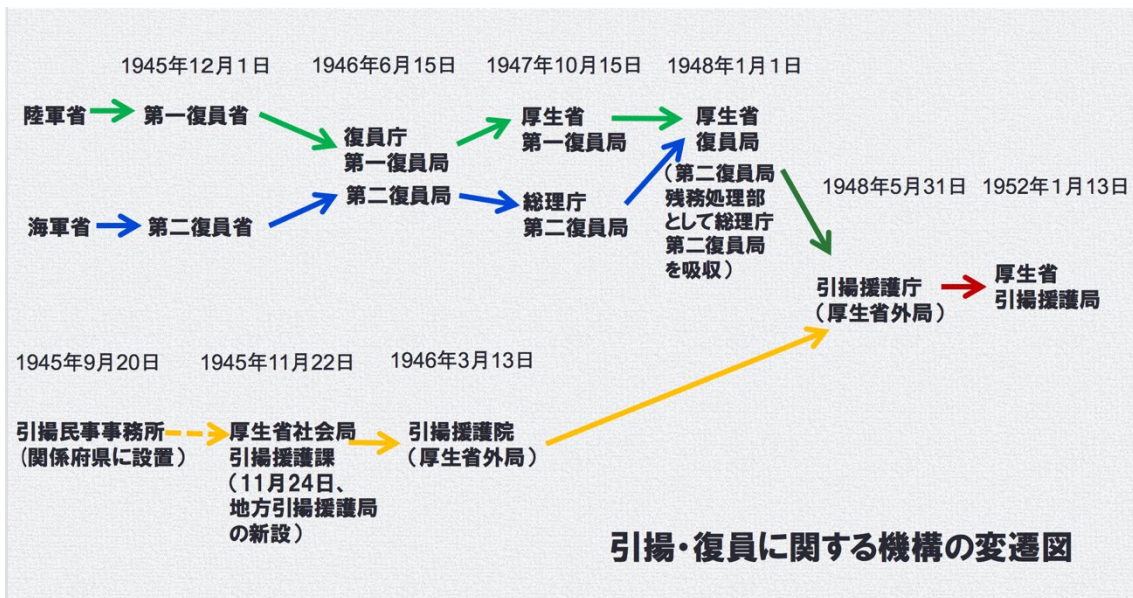 1945年12月1日
1946年6月15日
1947年10月15日
1948年1月1日
陸軍省
第一復員省
復員庁
第一復員局
厚生省
第一復員局
厚生省
復員局
(第二復員局
残務処理部
として総理庁
第二復員局
を吸収)
海軍省
第二復員省
第二復員局
総理庁
第二復員局
1948年5月31日
1952年1月13日
引揚援護庁
(厚生省外局)
厚生省
引揚援護局
1945年9月20日
1945年11月22日
1946年3月13日
引揚民事事務所
(関係府県に設置)
厚生省社会局
引揚援護課
(11月24日、
地方引揚援護局
の新設)
引揚援護院
(厚生省外局)
引揚・復員に関する機構の変遷図